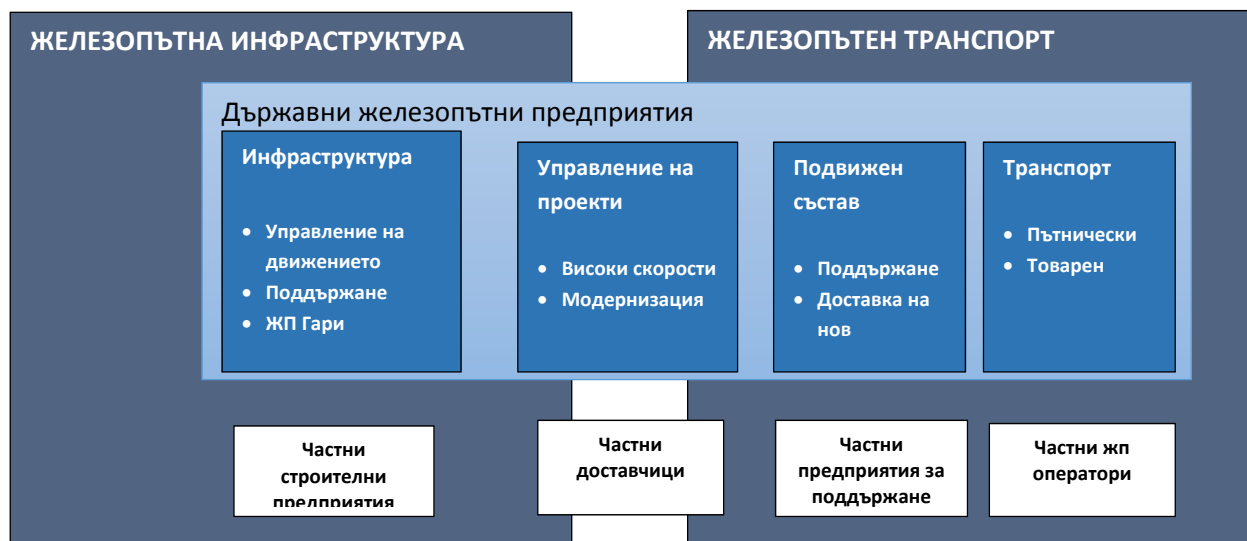 ЖЕЛЕЗОПЪТНА ИНФРАСТРУКТУРА
ЖЕЛЕЗОПЪТЕН ТРАНСПОРТ
Държавни железопътни предприятия
Инфраструктура
• Управление на
движението
• Поддържане
• ЖП Гари
Управление на
проекти
• Високи скорости
• Модернизация
Подвижен
състав
• Поддържане
• Доставка на
нов
Транспорт
• Пътнически
• Товарен
Частни
строителни
предприятия
Частни
доставчици
Частни
предприятия за
поддържане
Частни жп
оператори